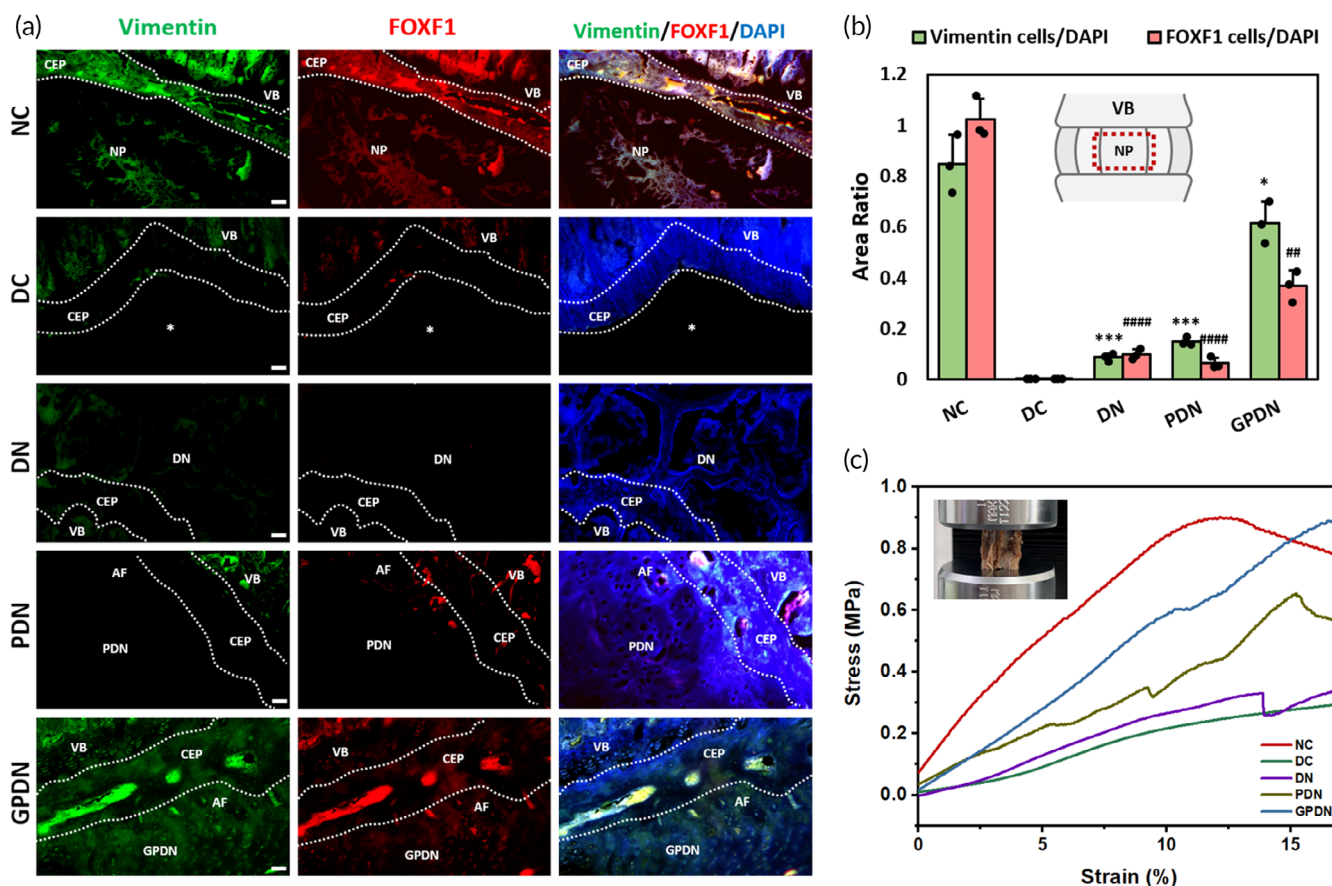 (a)
Vimentin
FOXF1
Vimentin/FOXF1/DAPI
NC
CEP
VB
NP
CEP
VB
NP
CEP
VB
NP
DC
VB
CEP
*
VB
CEP
*
VB
CEP
*
DN
DN
CEP
VB
DN
CEP
VB
DN
CEP
VB
PDN
AF
VB
PDN
CEP
AF
VB
PDN
CEP
AF
VB
PDN
CEP
GPDN
VB
CEP
AF
GPDN
VB
CEP
AF
GPDN
VB
CEP
AF
GPDN
(b)
Vimentin cells/DAPI
FOXF1 cells/DAPI
Area Ratio
1.2
1
0.8
0.6
0.4
0.2
0
VB
NP
***
####
***
####
*
##
NC
DC
DN
PDN
GPDN
(c)
Stress (MPa)
1.0
0.8
0.6
0.4
0.2
0.0
NC
DC
DN
PDN
GPDN
0
5
10
15
Strain (%)